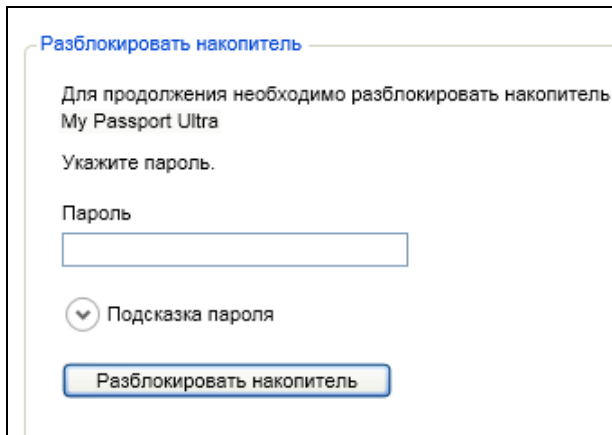 Разблокировать накопитель
Для продолжения необходимо разблокировать накопитель
My Passport Ultra
Укажите пароль.
Пароль
Подсказка пароля
Разблокировать накопитель